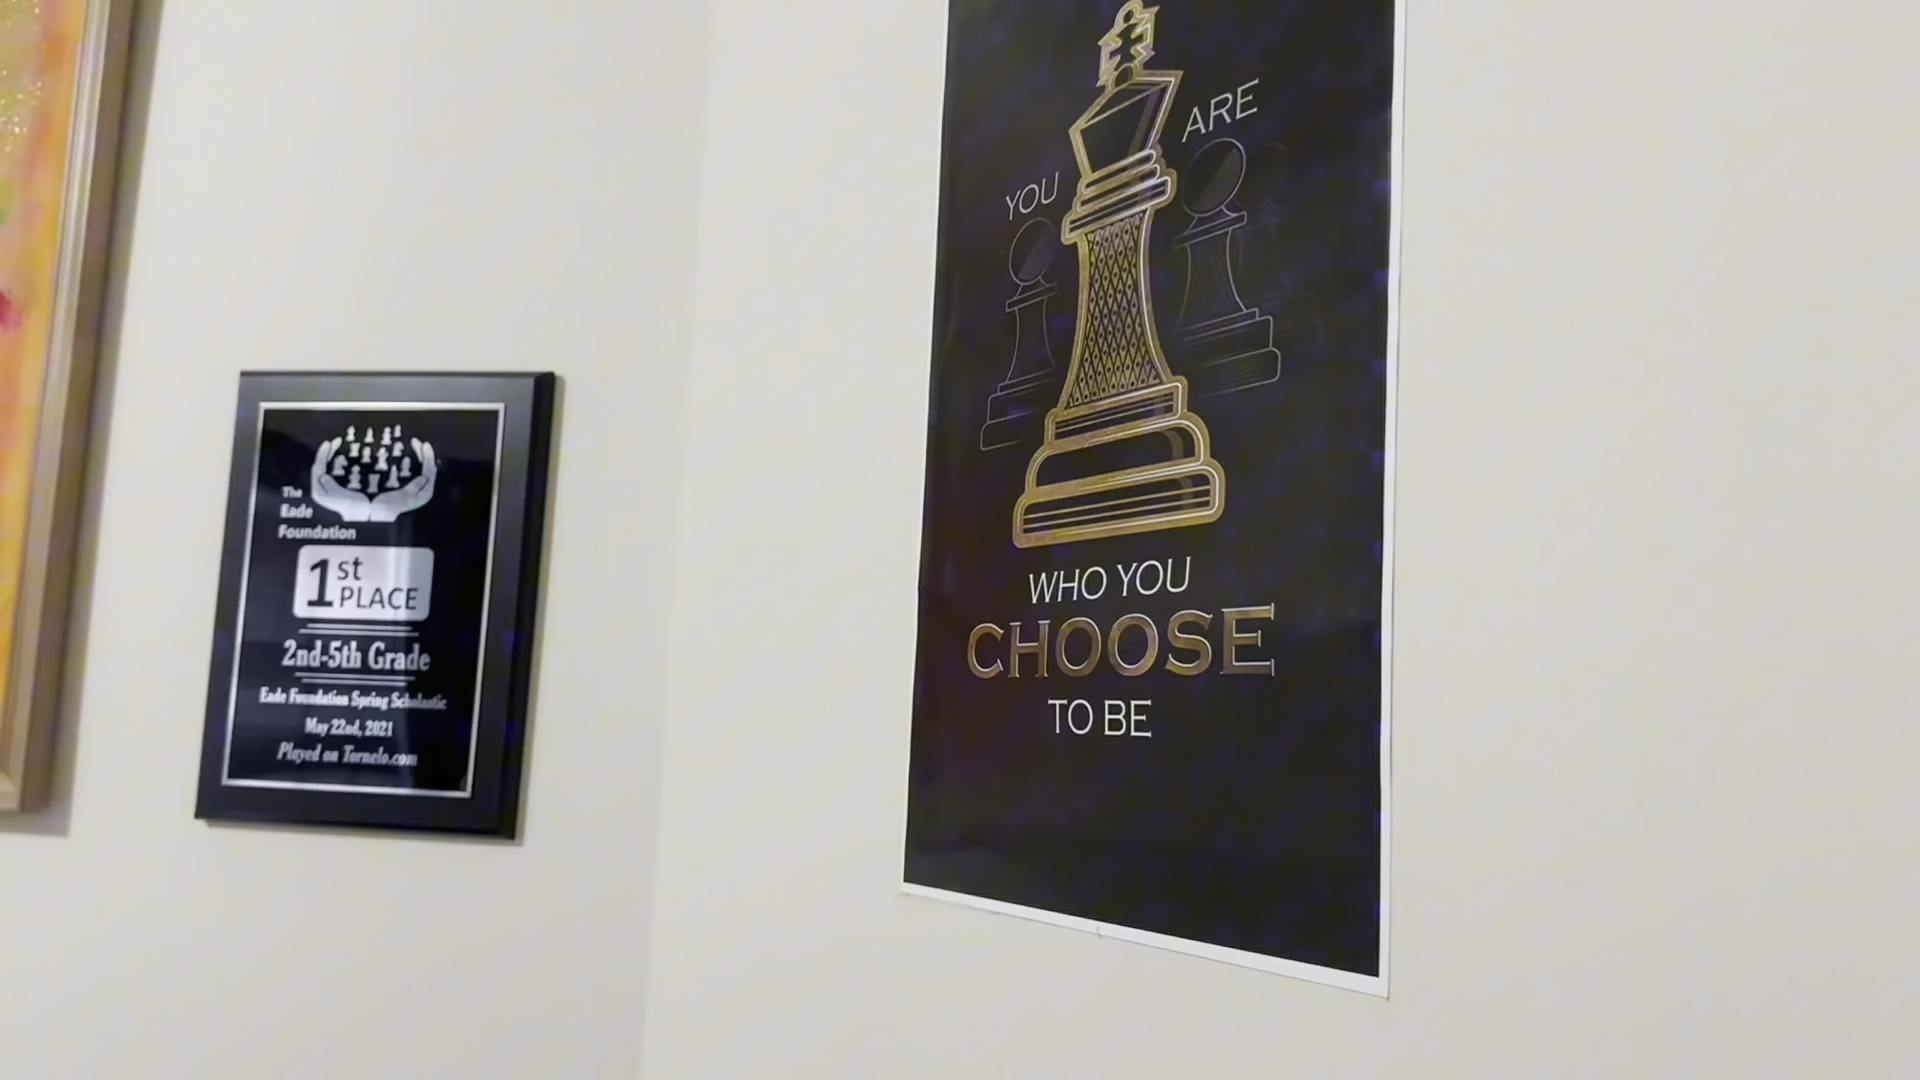 The
Eade
Foundation
1st
PLACE
2nd-5th Grade
Eade Foundation Spring Scholastic
May 22nd, 2021
Played on Tornelo.com
YOU ARE
WHO YOU
CHOOSE
TO BE